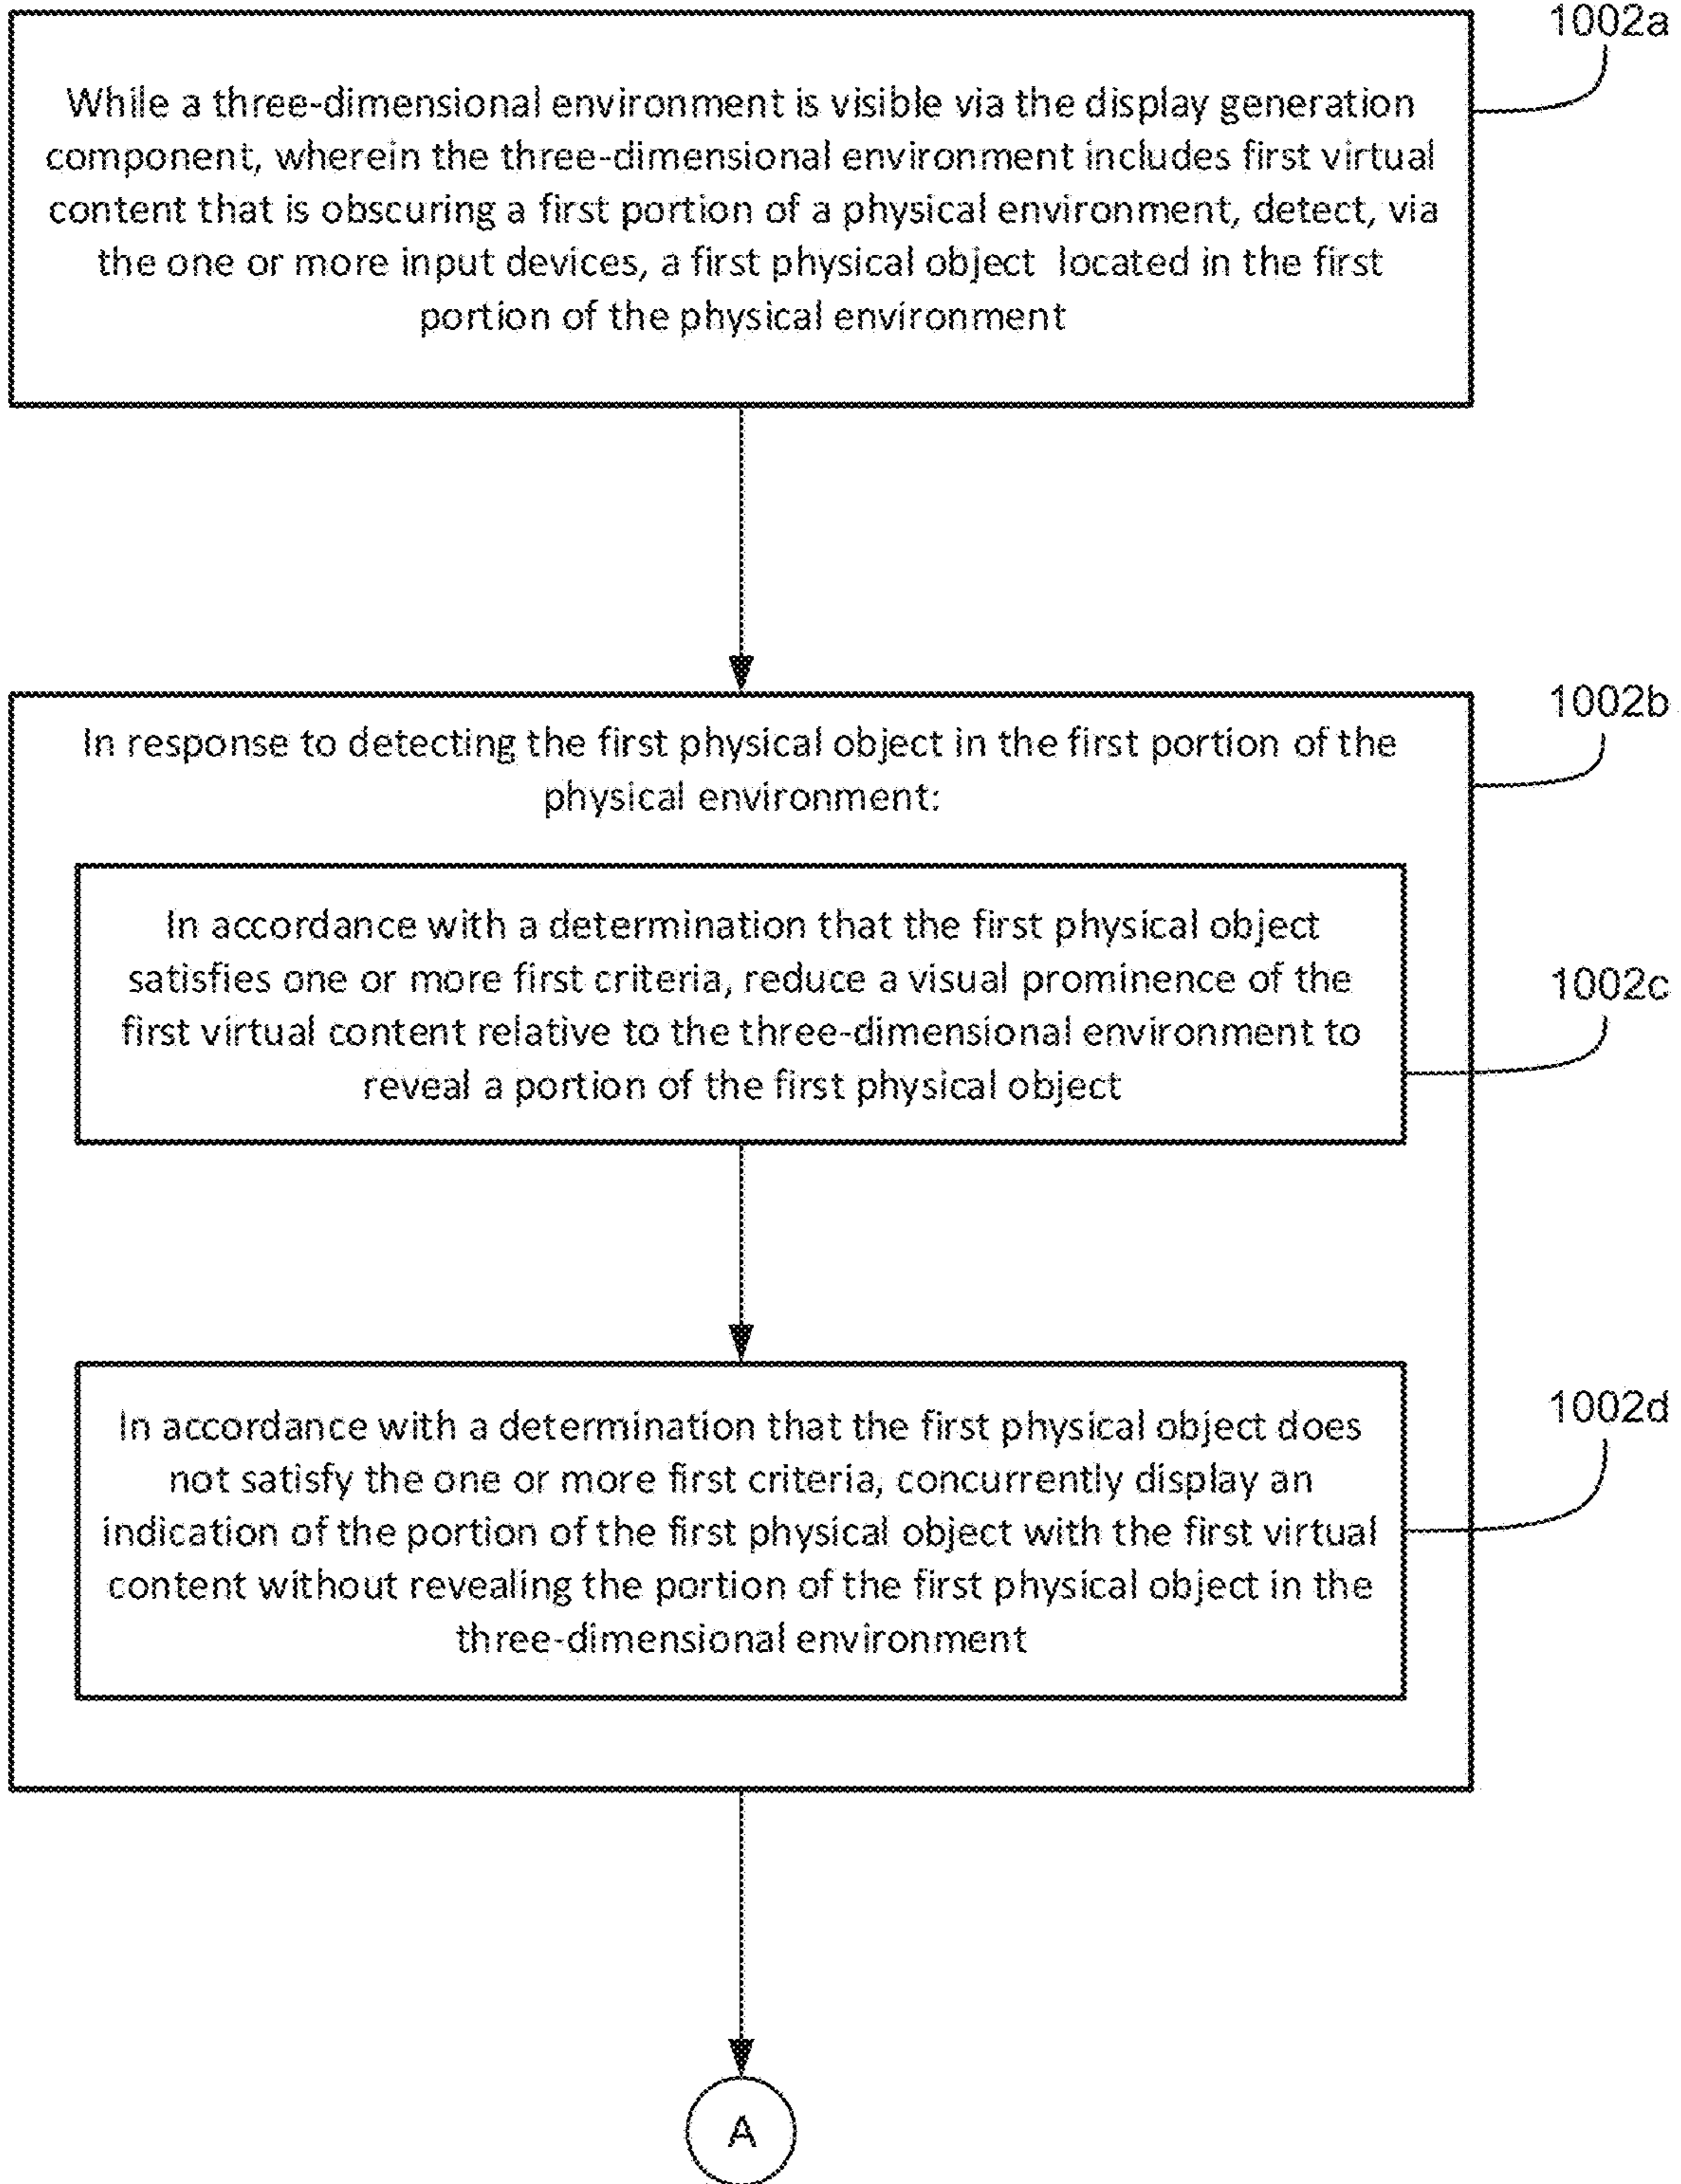 1002a
While a three-dimensional environment is visible via the display generation
component, wherein the three-dimensional environment includes first virtual
content that is obscuring a first portion of a physical environment, detect, via
the one or more input devices, a first physical object located in the first
portion of the physical environment
1002b
In response to detecting the first physical object in the first portion of the
physical environment:
1002c
In accordance with a determination that the first physical object
satisfies one or more first criteria, reduce a visual prominence of the
first virtual content relative to the three-dimensional environment to
reveal a portion of the first physical object
1002d
In accordance with a determination that the first physical object does
not satisfy the one or more first criteria, concurrently display an
indication of the portion of the first physical object with the first virtual
content without revealing the portion of the first physical object in the
three-dimensional environment
A